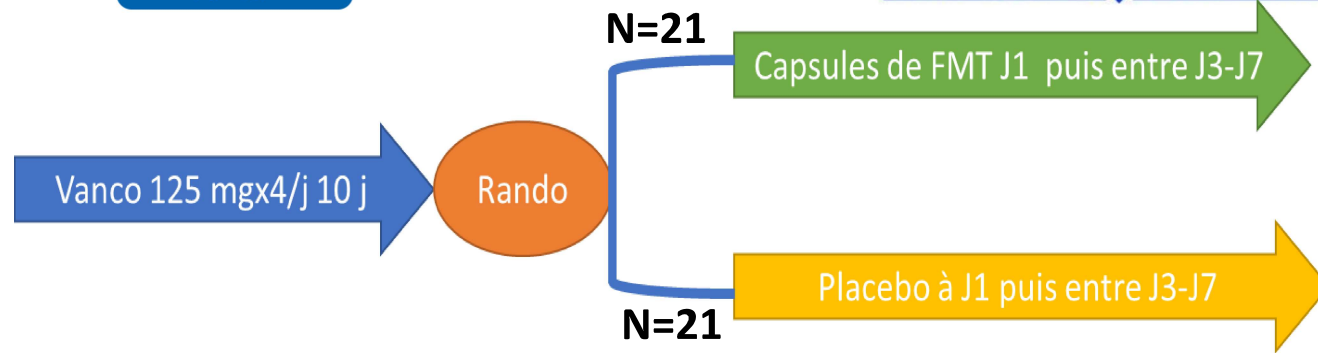 N=21
Capsules de FMT J1 puis entre J3-J7
Vanco 125 mgx4/j 10 j
Rando
Placebo à J1 puis entre J3-J7
N=21